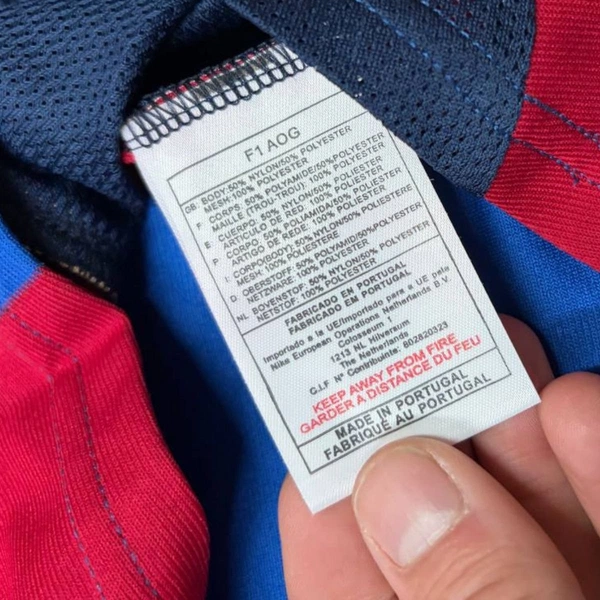 F1 AOG
GB: BODY: 50% NYLON/50% POLYESTER
MESH: 100% POLYESTER
F: CORPS: 50% POLYAMIDE/50% POLYESTER
MAILLE (TROU-TROU): 100% POLYESTER
E: CUERPO: 50% NYLON/50% POLIESTER
ARTICULO DE RED: 100% POLIESTER
P: CORPO: 50% POLIAMIDA/50% POLIESTER
ARTIGO DE REDE: 100% POLIESTER
I: CORPO(BODY): 50% NYLON/50% POLIESTERE
MESH: 100% POLIESTERE
D: OBERSTOFF: 50% POLYAMID/50% POLYESTER
NETZWARE: 100% POLYESTER
NL: BOVENSTOF: 50% NYLON/50% POLYESTER
NETSTOF: 100% POLYESTER
FABRICADO EN PORTUGAL
FABRICADO EM PORTUGAL
Importado a la UE/Importado para a UE pela
Nike European Operations Netherlands B.V.
Colosseum 1
1213 NL Hilversum
The Netherlands
C.I.F Nº Contribuinte: 802820323
KEEP AWAY FROM FIRE
GARDER A DISTANCE DU FEU
MADE IN PORTUGAL
FABRIQUÉ AU PORTUGAL